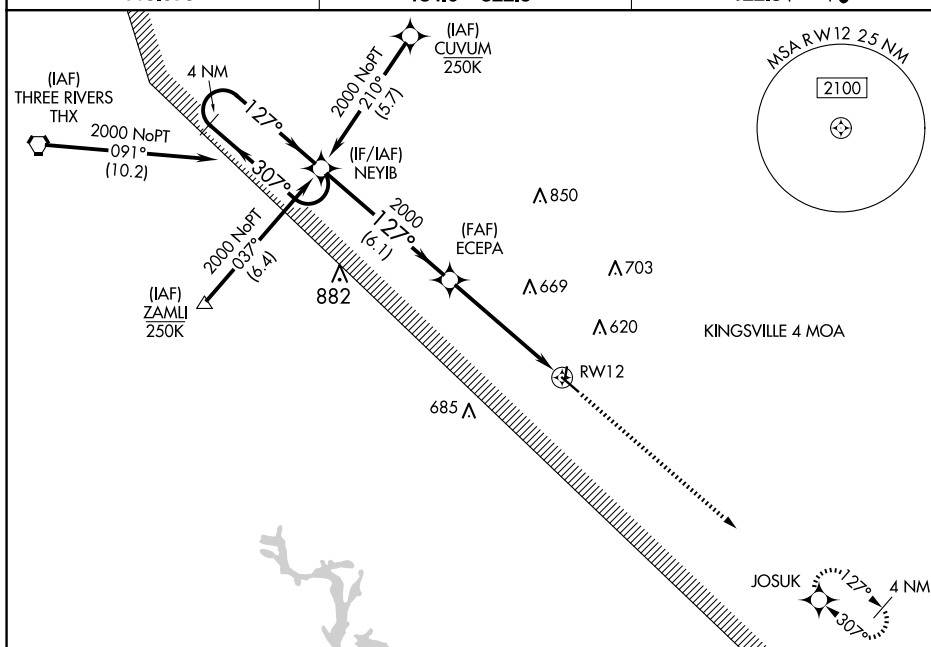 (IAF)
CUVUM
250K
MSA RW12 25 NM
2100
4 NM
2000 NoPT
210°
(5.7)
(IAF)
THREE RIVERS
THX
2000 NoPT
091°
(10.2)
127°
307°
(IF/IAF)
NEYIB
2000
127°
(6.1)
850
(FAF)
ECEPA
2000 NoPT
037°
(6.4)
669
703
(IAF)
ZAMLI
250K
882
620
KINGSVILLE 4 MOA
RW12
685
JOSUK
127°
4 NM
307°